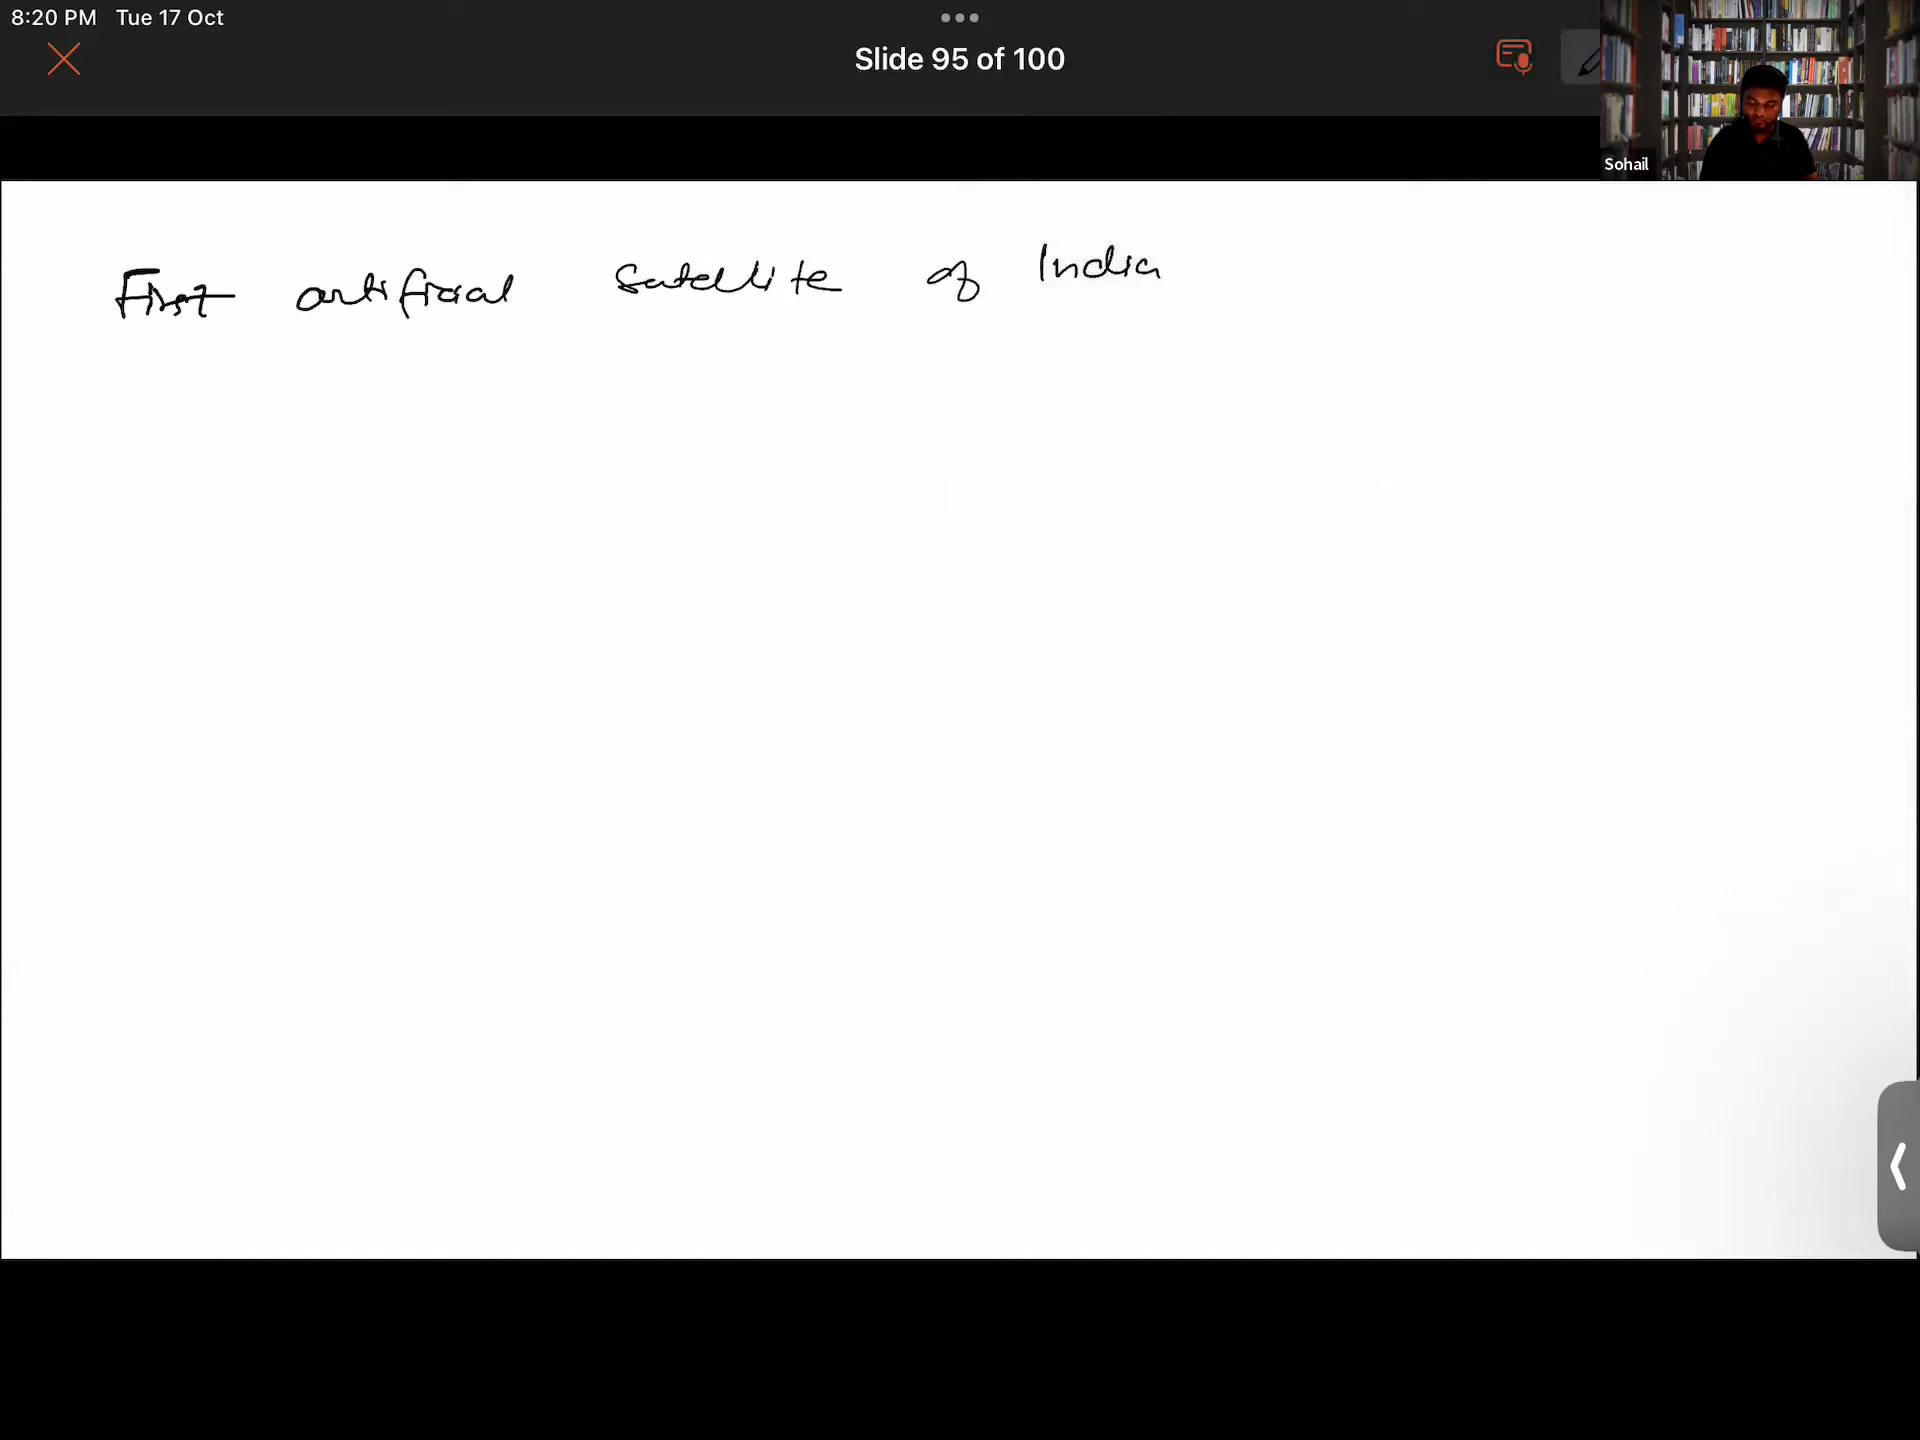 8:20 PM Tue 17 Oct
Slide 95 of 100
Sohail
First artificial Satellite of India